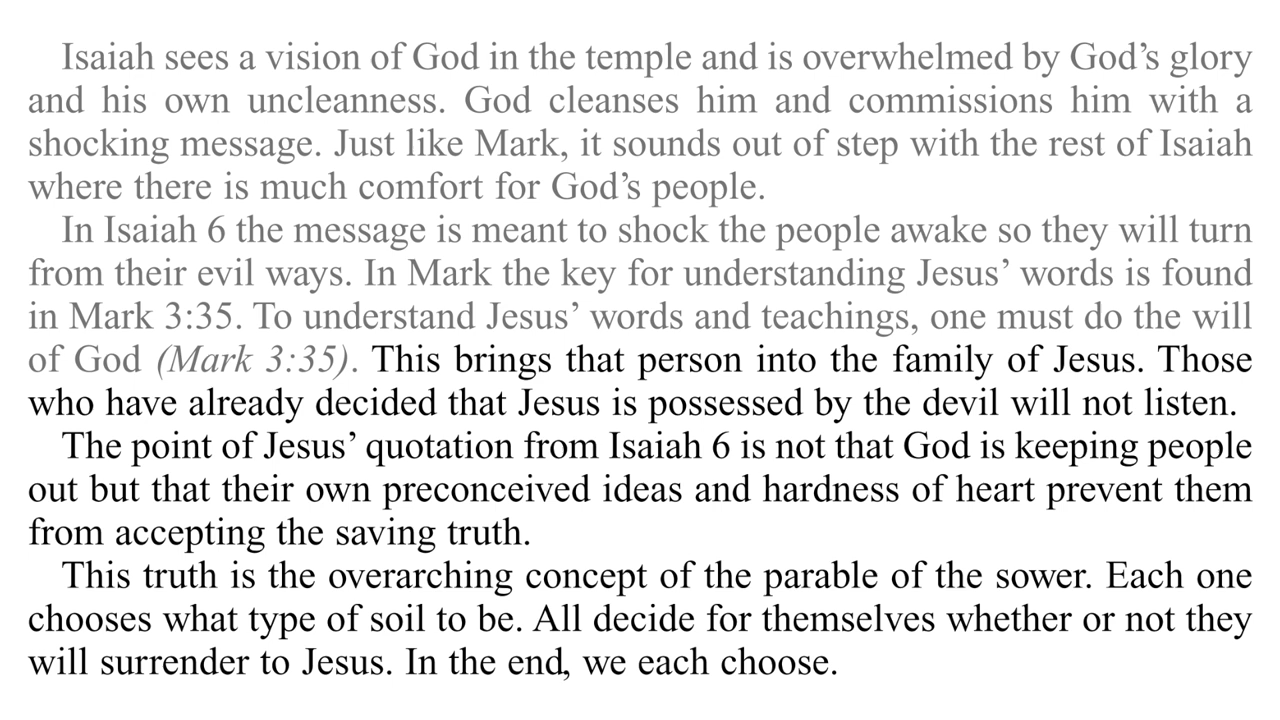 Isaiah sees a vision of God in the temple and is overwhelmed by God’s glory
and his own uncleanness. God cleanses him and commissions him with a
shocking message. Just like Mark, it sounds out of step with the rest of Isaiah
where there is much comfort for God’s people.
In Isaiah 6 the message is meant to shock the people awake so they will turn
from their evil ways. In Mark the key for understanding Jesus’ words is found
in Mark 3:35. To understand Jesus’ words and teachings, one must do the will
of God (Mark 3:35). This brings that person into the family of Jesus. Those
who have already decided that Jesus is possessed by the devil will not listen.
The point of Jesus’ quotation from Isaiah 6 is not that God is keeping people
out but that their own preconceived ideas and hardness of heart prevent them
from accepting the saving truth.
This truth is the overarching concept of the parable of the sower. Each one
chooses what type of soil to be. All decide for themselves whether or not they
will surrender to Jesus. In the end, we each choose.